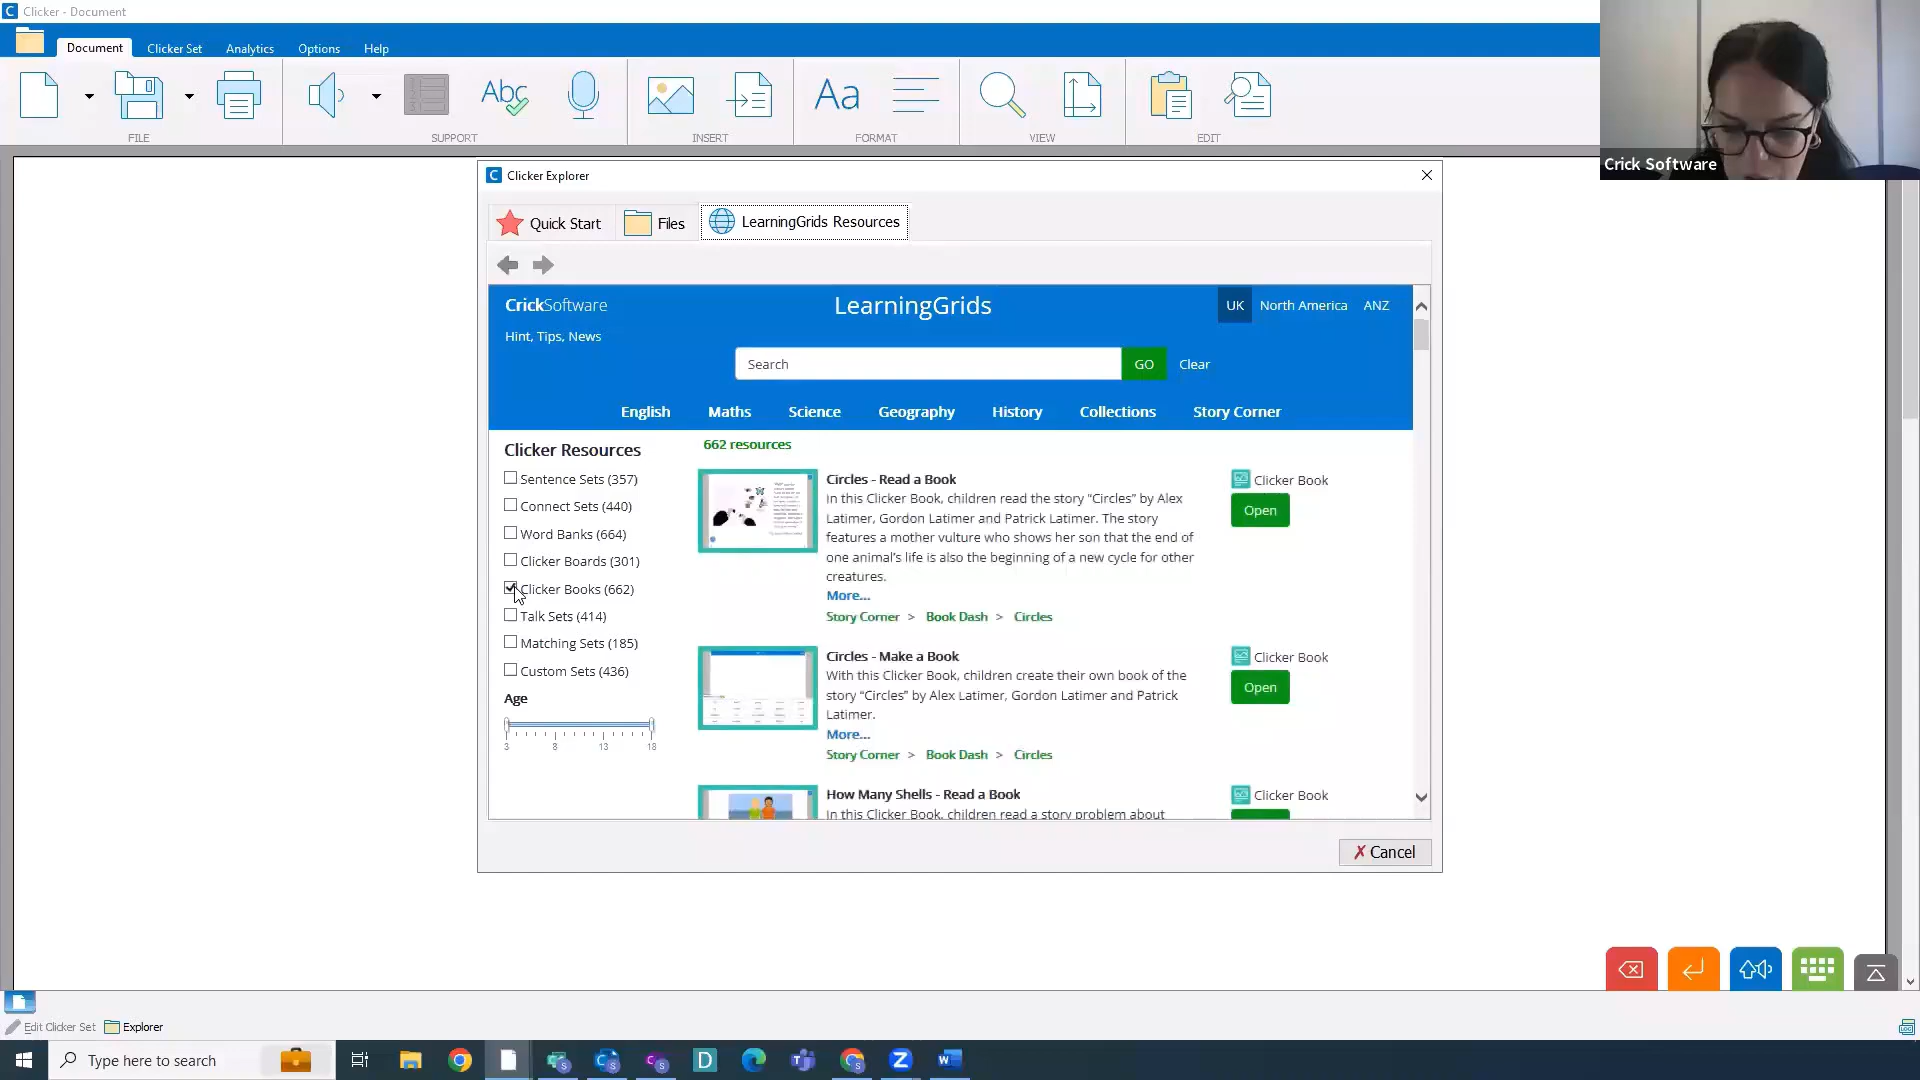 Clicker - Document
Document
Clicker Set
Analytics
Options
Help
Abc
Aa
FILE
SUPPORT
INSERT
FORMAT
VIEW
EDIT
Crick Software
Clicker Explorer
Quick Start
Files
LearningGrids Resources
CrickSoftware
LearningGrids
UK
North America
ANZ
Hint, Tips, News
Search
GO
Clear
English
Maths
Science
Geography
History
Collections
Story Corner
Clicker Resources
Sentence Sets (357)
Connect Sets (440)
Word Banks (664)
Clicker Boards (301)
Clicker Books (662)
Talk Sets (414)
Matching Sets (185)
Custom Sets (436)
Age
3 8 13 18
662 resources
Circles - Read a Book
In this Clicker Book, children read the story “Circles” by Alex
Latimer, Gordon Latimer and Patrick Latimer. The story
features a mother vulture who shows her son that the end of
one animal’s life is also the beginning of a new cycle for other
creatures.
More...
Story Corner > Book Dash > Circles
Clicker Book
Open
Circles - Make a Book
With this Clicker Book, children create their own book of the
story “Circles” by Alex Latimer, Gordon Latimer and Patrick
Latimer.
More...
Story Corner > Book Dash > Circles
Clicker Book
Open
How Many Shells - Read a Book
In this Clicker Book, children read a story problem about
Clicker Book
Cancel
Edit Clicker Set
Explorer
Type here to search